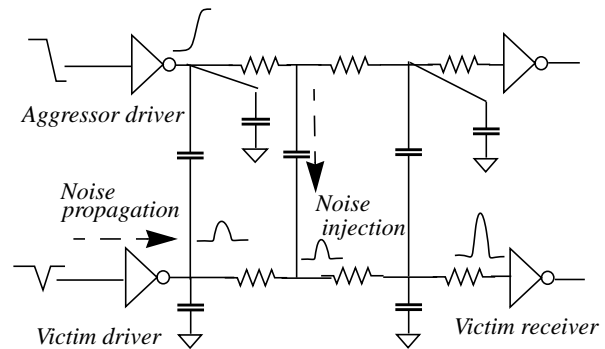 Aggressor driver
Noise
propagation
Noise
injection
Victim driver
Victim receiver